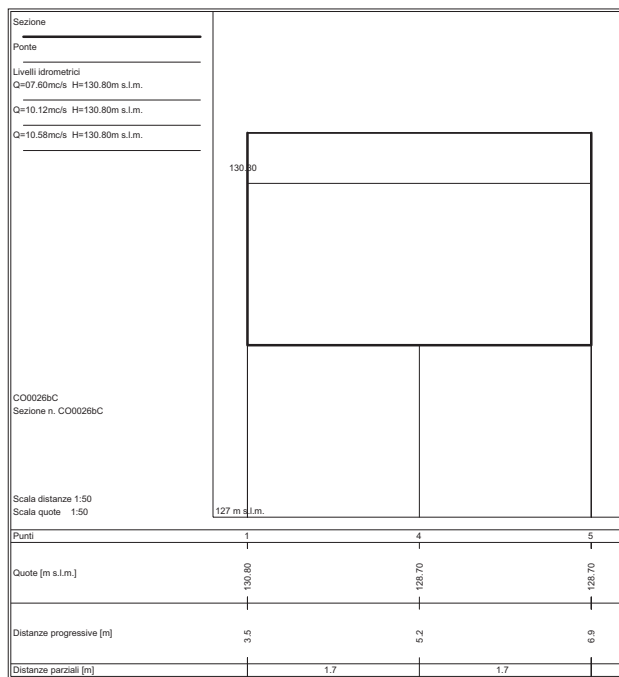 Sezione
Ponte
Livelli idrometrici
Q=07.60mc/s H=130.80m s.l.m.
Q=10.12mc/s H=130.80m s.l.m.
Q=10.58mc/s H=130.80m s.l.m.
130.80
CO0026bC
Sezione n. CO0026bC
Scala distanze 1:50
Scala quote 1:50
127 m s.l.m.
Punti 1 4 5
Quote [m s.l.m.] 130.80 128.70 128.70
Distanze progressive [m] 3.5 5.2 6.9
Distanze parziali [m] 1.7 1.7